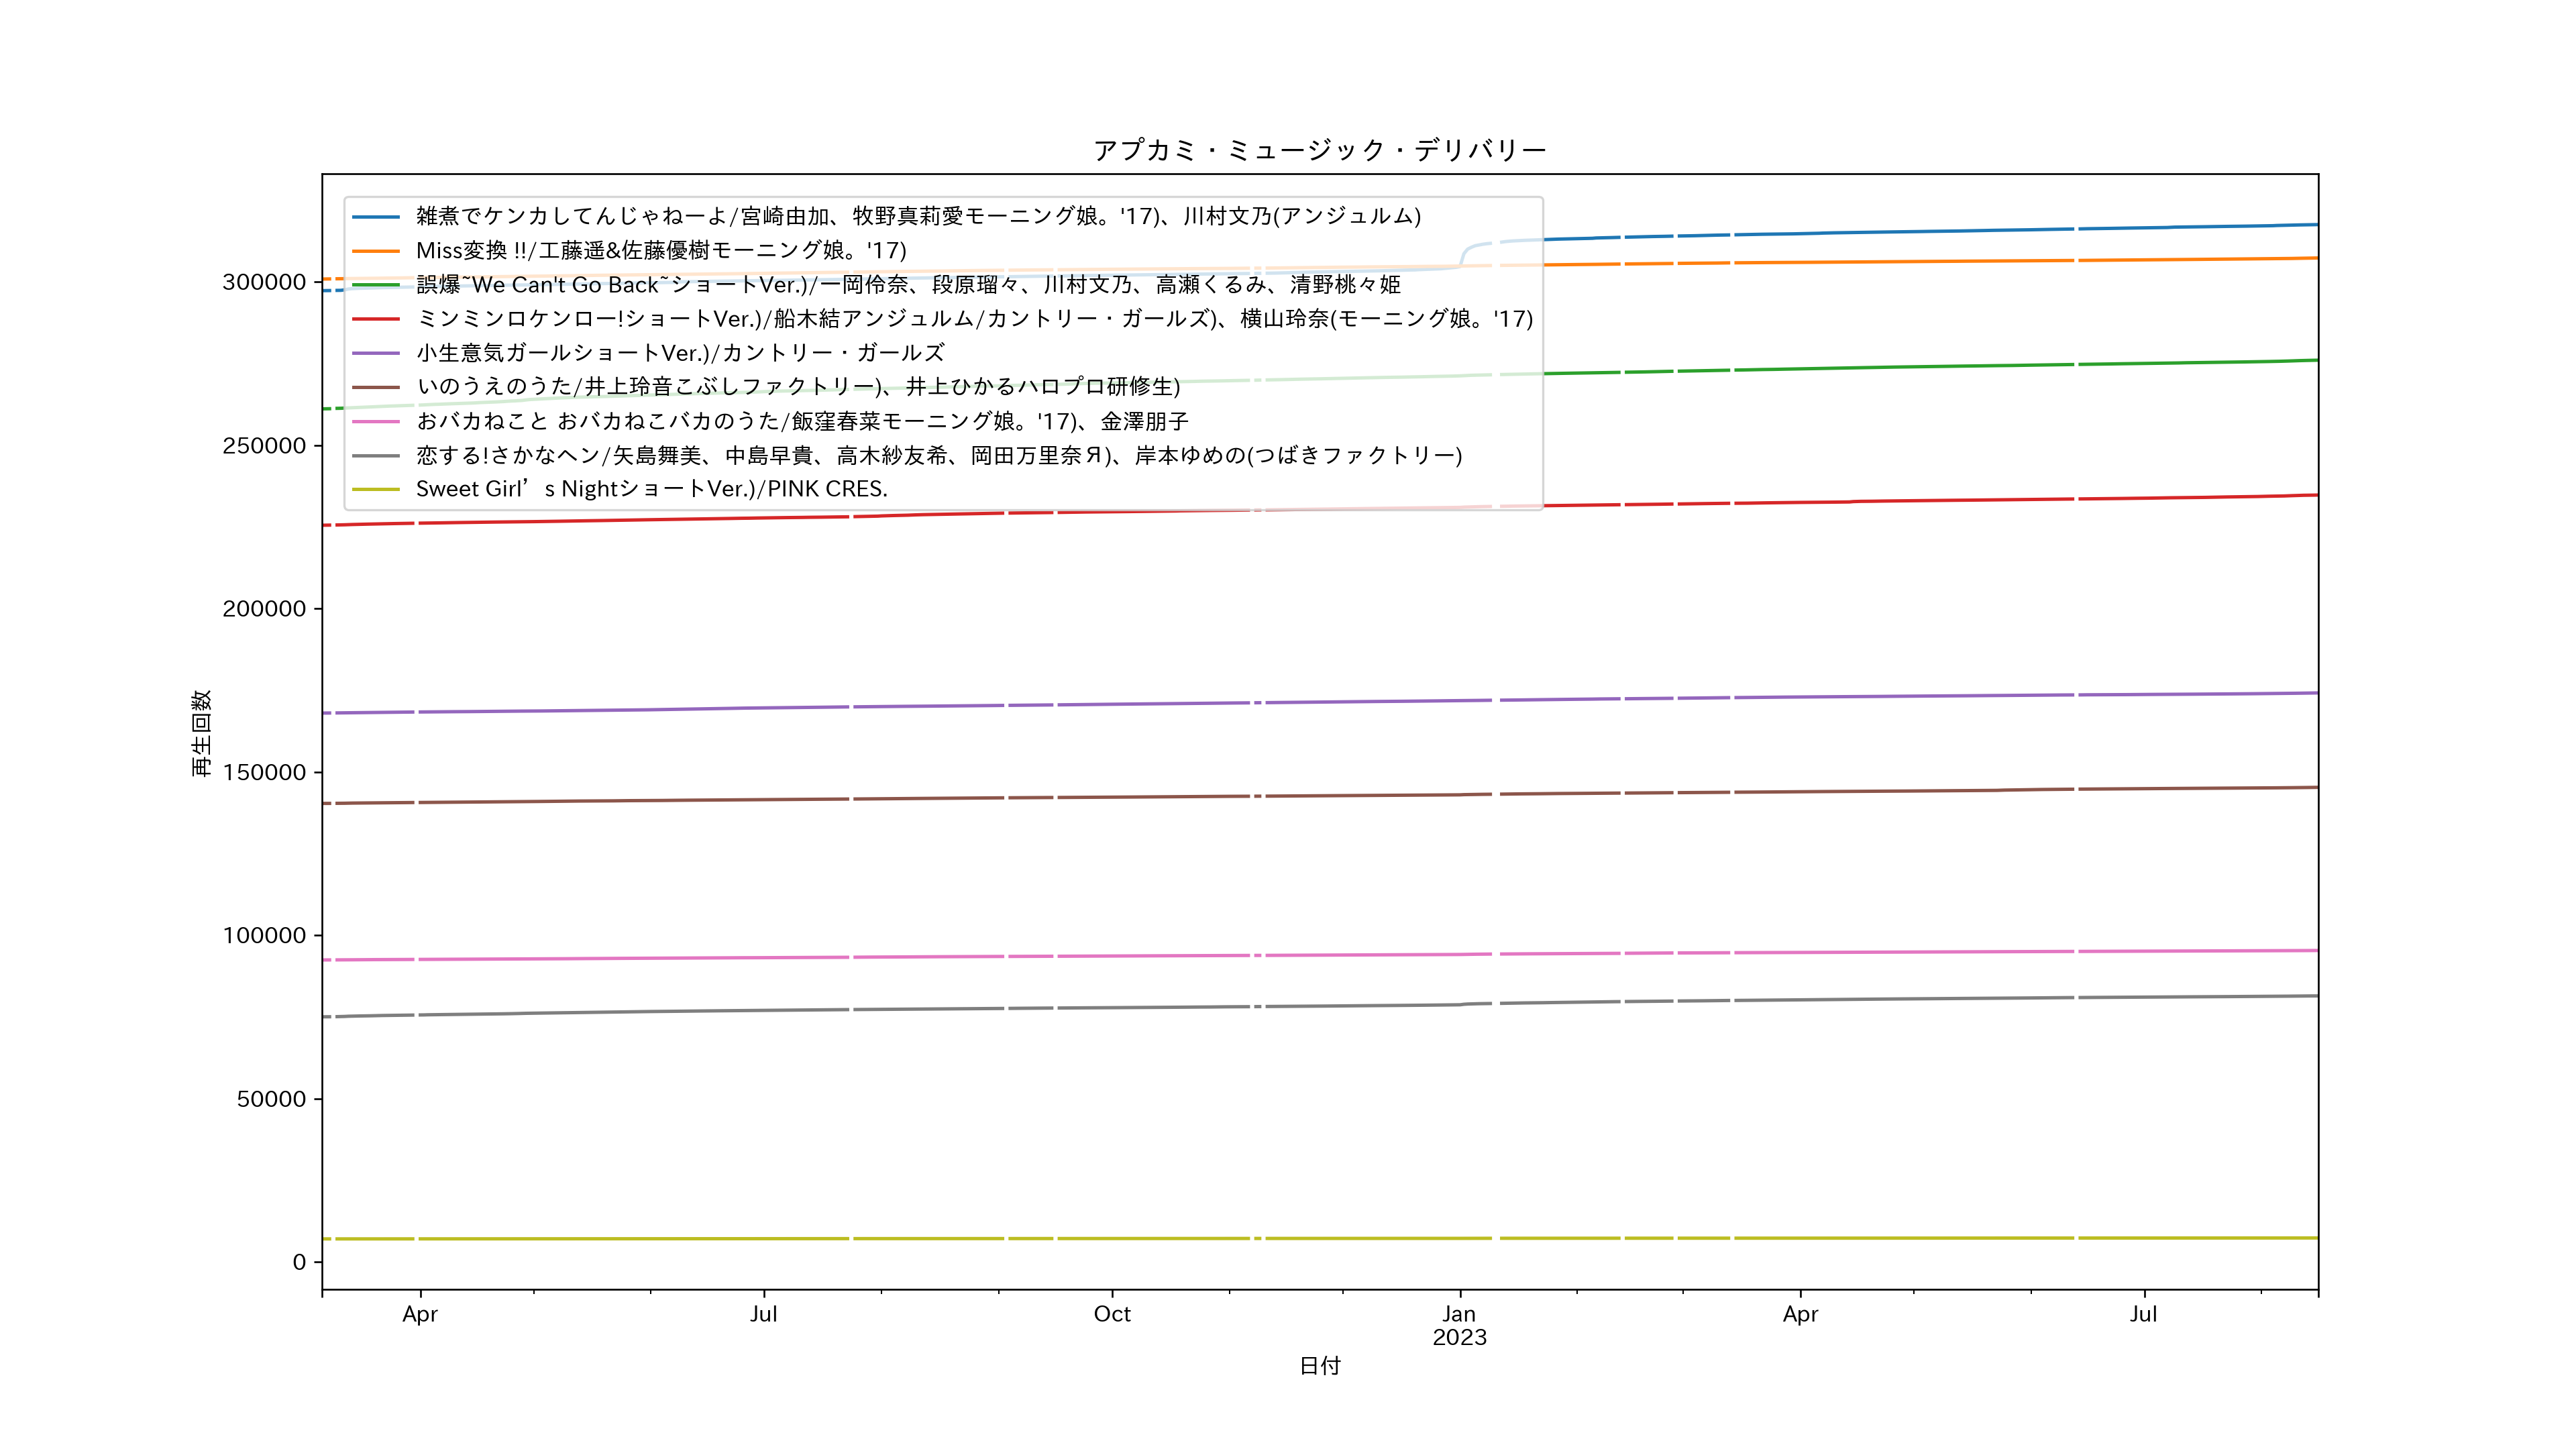 アプカミ・ミュージック・デリバリー
雑煮でケンカしてんじゃねーよ/宮崎由加、牧野真莉愛モーニング娘。'17)、川村文乃(アンジュルム)
Miss変換 !!/工藤遥&佐藤優樹モーニング娘。'17)
誤爆~We Can't Go Back~ショートVer.)/一岡伶奈、段原瑠々、川村文乃、高瀬くるみ、清野桃々姫
ミンミンロケンロー!ショートVer.)/船木結アンジュルム/カントリー・ガールズ)、横山玲奈(モーニング娘。'17)
小生意気ガールショートVer.)/カントリー・ガールズ
いのうえのうた/井上玲音こぶしファクトリー)、井上ひかるハロプロ研修生)
おバカねこと おバカねこバカのうた/飯窪春菜モーニング娘。'17)、金澤朋子
恋する!さかなヘン/矢島舞美、中島早貴、高木紗友希、岡田万里奈Я)、岸本ゆめの(つばきファクトリー)
Sweet Girl’s NightショートVer.)/PINK CRES.
300000
250000
200000
150000
100000
50000
0
再生回数
Apr
Jul
Oct
Jan
2023
Apr
Jul
日付